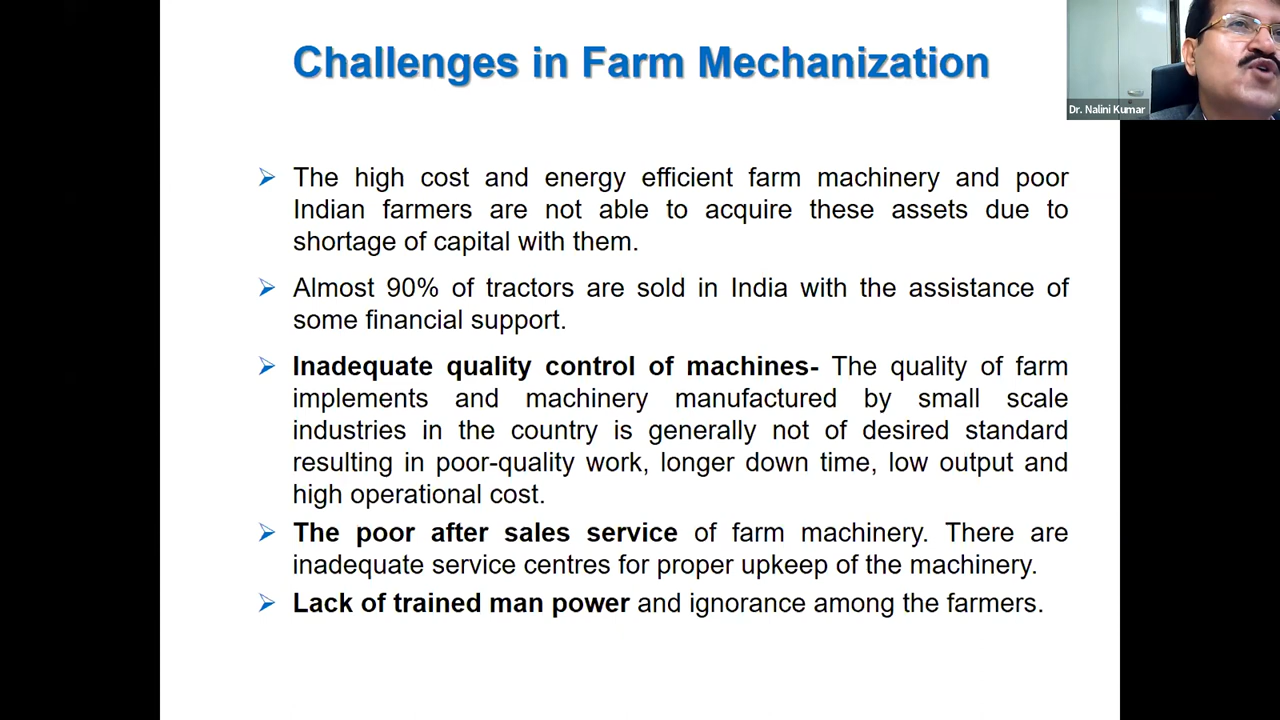 Challenges in Farm Mechanization
Dr. Nalini Kumar
➢ The high cost and energy efficient farm machinery and poor
Indian farmers are not able to acquire these assets due to
shortage of capital with them.
➢ Almost 90% of tractors are sold in India with the assistance of
some financial support.
➢ Inadequate quality control of machines- The quality of farm
implements and machinery manufactured by small scale
industries in the country is generally not of desired standard
resulting in poor-quality work, longer down time, low output and
high operational cost.
➢ The poor after sales service of farm machinery. There are
inadequate service centres for proper upkeep of the machinery.
➢ Lack of trained man power and ignorance among the farmers.